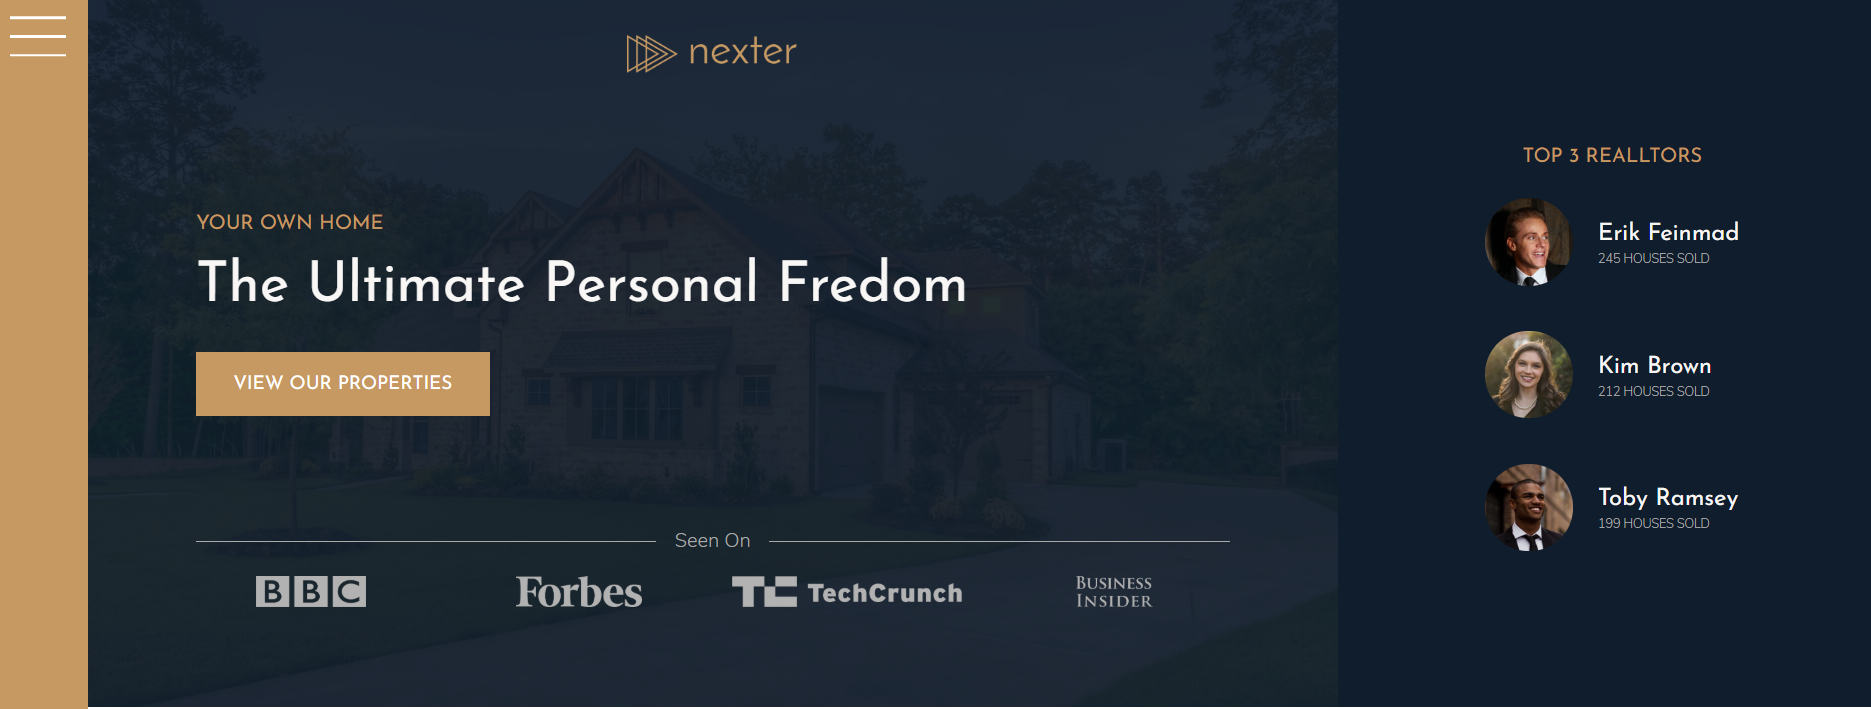 nexter
YOUR OWN HOME
The Ultimate Personal Fredom
VIEW OUR PROPERTIES
Seen On
BBC
Forbes
TC TechCrunch
BUSINESS
INSIDER
TOP 3 REALLTORS
Erik Feinmad
245 HOUSES SOLD
Kim Brown
212 HOUSES SOLD
Toby Ramsey
199 HOUSES SOLD